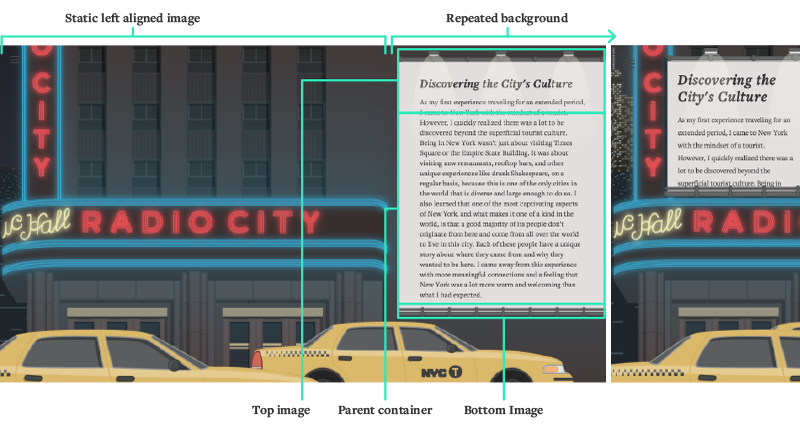 Static left aligned image
Repeated background
O
CITY
Discovering the City's Culture
As my first experience traveling for an extended period,
I came to New York with the mindset of a tourist.
However, I quickly realized there was a lot to be
discovered beyond the superficial tourist culture.
Being in New York wasn't just about visiting Times
Square or the Empire State Building. It was about
visiting new restaurants, rooftop bars, and other
unique experiences like drunk Shakespeare, on a
regular basis, because this is one of the only cities in
the world that is diverse and large enough to do so. I
also learned that one of the most captivating aspects
of New York, and what makes it one of a kind in the
world, is that a good majority of its people don't
originate from here and come from all over the world
to live in this city. Each of these people have a unique
story about where they came from and why they
wanted to be here. I came away from this experience
with more meaningful connections and a feeling that
New York was a lot more warm and welcoming than
what I had expected.
ic Hall RADIO CITY
NYC T
O
CITY
Discovering the
City's Culture
As my first experience traveling for an
extended period, I came to New York
with the mindset of a tourist.
However, I quickly realized there was a
lot to be discovered beyond the
superficial tourist culture. Being in
ic Hall RADI
Top image
Parent container
Bottom Image